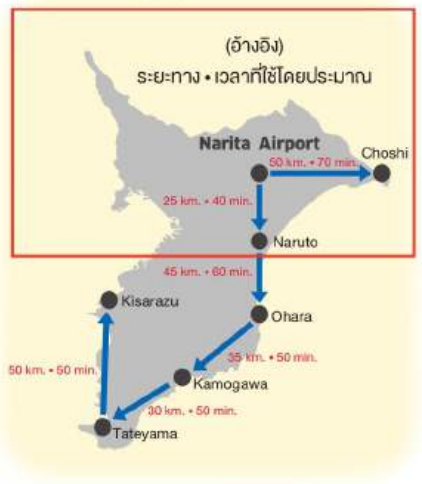 (อ้างอิง)
ระยะทาง • เวลาที่ใช้โดยประมาณ
Narita Airport
50 km. • 70 min.
Choshi
25 km. • 40 min.
Naruto
45 km. • 60 min.
Kisarazu
Ohara
35 km. • 50 min.
50 km. • 50 min.
Kamogawa
30 km. • 50 min.
Tateyama